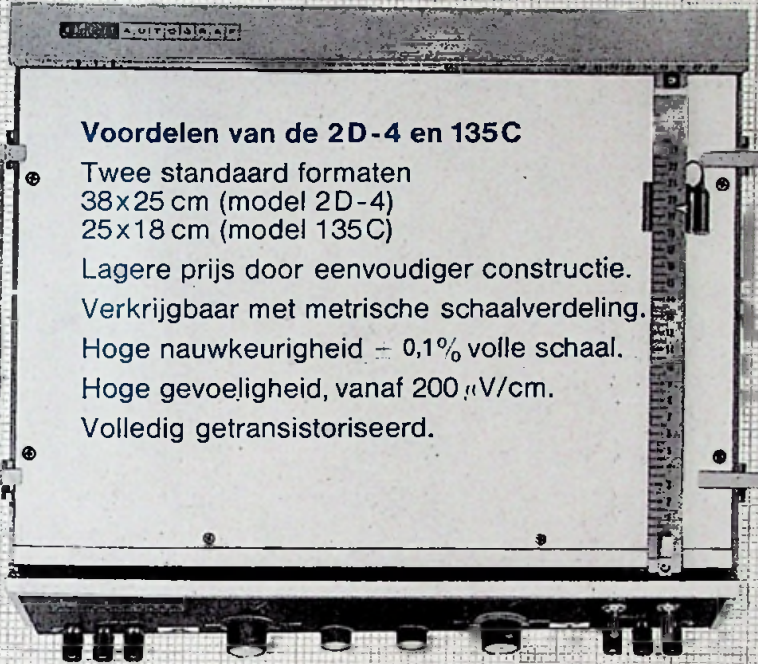 Voordelen van de 2D-4 en 135C
Twee standaard formaten
38x25 cm (model 2D-4)
25x18 cm (model 135C)
Lagere prijs door eenvoudiger constructie.
Verkrijgbaar met metrische schaalverdeling.
Hoge nauwkeurigheid ± 0,1% volle schaal.
Hoge gevoeligheid, vanaf 200 µV/cm.
Volledig getransistoriseerd.